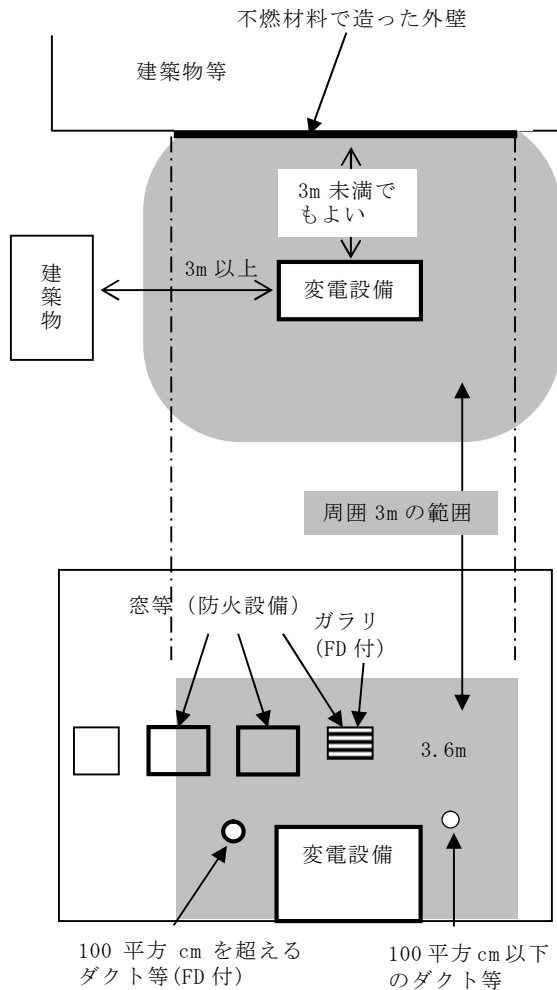 不燃材料で造った外壁
建築物等
3m 未満で
もよい
3m 以上
建築物
変電設備
周囲 3m の範囲
窓等（防火設備）
ガラリ
(FD 付)
3.6m
変電設備
100 平方 cm を超える
ダクト等(FD 付)
100 平方 cm 以下
のダクト等